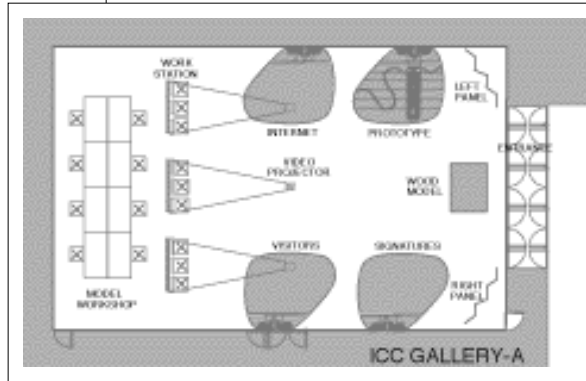 WORK
STATION
LEFT
PANEL
INTERNET
PROTOTYPE
ENTRANCE
VIDEO
PROJECTOR
WOOD
MODEL
VISITORS
SIGNATURES
MODEL
WORKSHOP
RIGHT
PANEL
ICC GALLERY-A